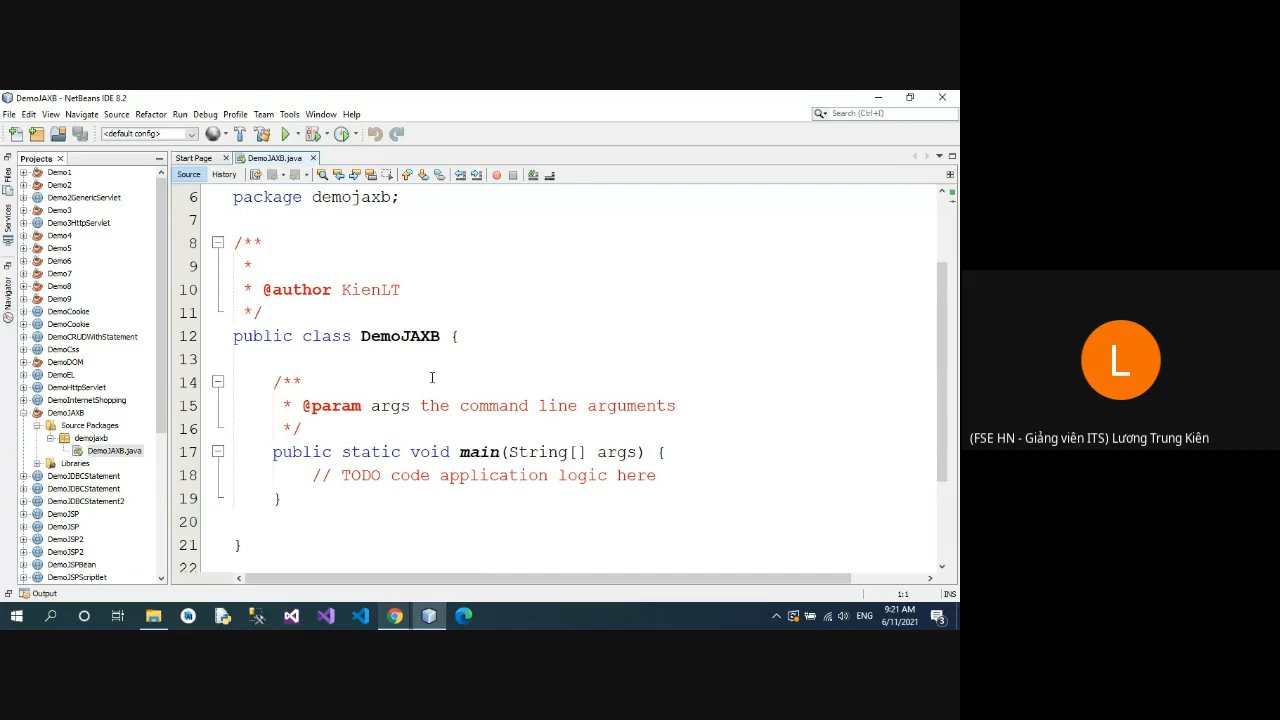 DemoJAXB - NetBeans IDE 8.2
File Edit View Navigate Source Refactor Run Debug Profile Team Tools Window Help
Search (Ctrl+I)
<default config>
Projects
Start Page
DemoJAXB.java
Source
History
Files
Services
Navigator
Demo1
Demo2
Demo2GenericServlet
Demo3
Demo3HttpServlet
Demo4
Demo5
Demo6
Demo7
Demo8
Demo9
DemoCookie
DemoCookie
DemoCRUDWithStatement
DemoCss
DemoDOM
DemoEL
DemoHttpServlet
DemoInternetShopping
DemoJAXB
Source Packages
demojaxb
DemoJAXB.java
Libraries
DemoJDBCStatement
DemoJDBCStatement
DemoJDBCStatement2
DemoJSP
DemoJSP
DemoJSP2
DemoJSP2
DemoJSPBean
DemoJSPScriptlet
6 package demojaxb;
7
8 /**
9 *
10 * @author KienLT
11 */
12 public class DemoJAXB {
13
14 /**
15 * @param args the command line arguments
16 */
17 public static void main(String[] args) {
18 // TODO code application logic here
19 }
20
21 }
22
Output
1:1
INS
ENG
9:21 AM
6/11/2021
3
L
(FSE HN - Giảng viên ITS) Lương Trung Kiên